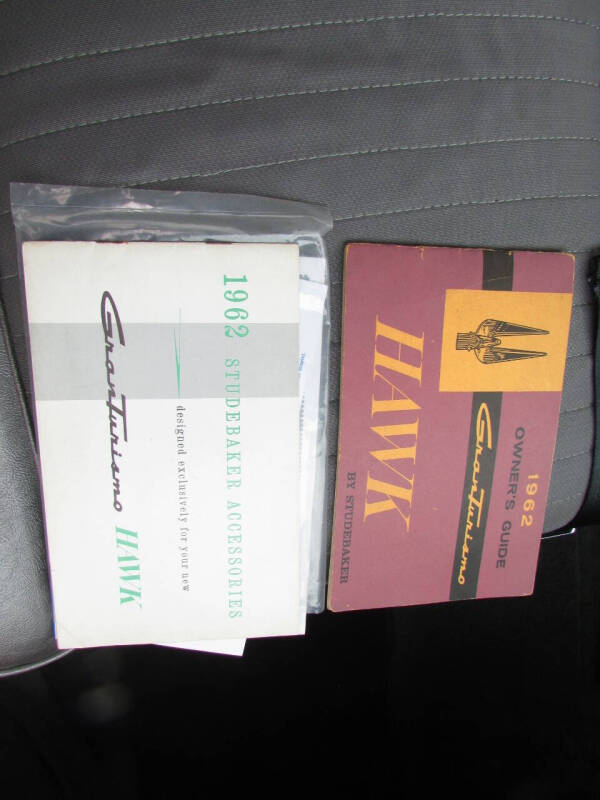 1962 STUDEBAKER ACCESSORIES
designed exclusively for your new
Gran Turismo HAWK
1962
OWNER'S GUIDE
Gran Turismo
HAWK
BY STUDEBAKER